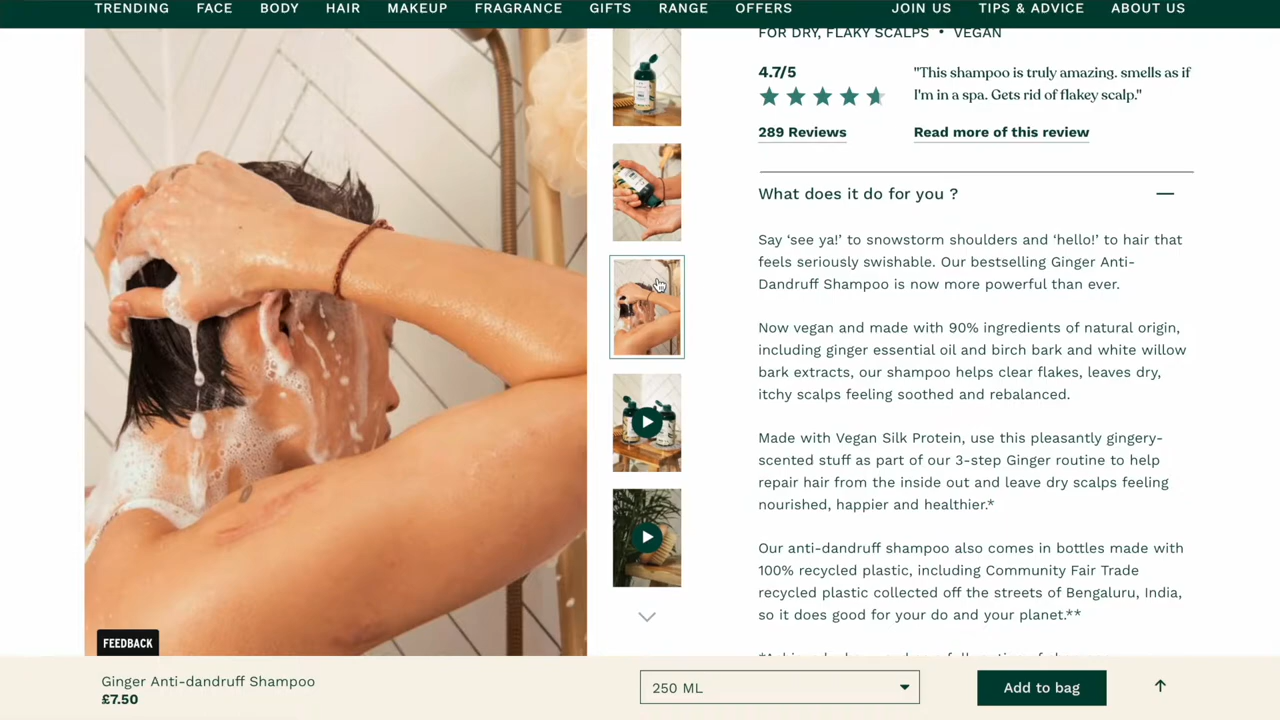 TRENDING FACE BODY HAIR MAKEUP FRAGRANCE GIFTS RANGE OFFERS JOIN US TIPS & ADVICE ABOUT US
FOR DRY, FLAKY SCALPS • VEGAN
4.7/5
"This shampoo is truly amazing. smells as if
I'm in a spa. Gets rid of flakey scalp."
289 Reviews
Read more of this review
What does it do for you ?
Say ‘see ya!’ to snowstorm shoulders and ‘hello!’ to hair that
feels seriously swishable. Our bestselling Ginger Anti-
Dandruff Shampoo is now more powerful than ever.
Now vegan and made with 90% ingredients of natural origin,
including ginger essential oil and birch bark and white willow
bark extracts, our shampoo helps clear flakes, leaves dry,
itchy scalps feeling soothed and rebalanced.
Made with Vegan Silk Protein, use this pleasantly gingery-
scented stuff as part of our 3-step Ginger routine to help
repair hair from the inside out and leave dry scalps feeling
nourished, happier and healthier.*
Our anti-dandruff shampoo also comes in bottles made with
100% recycled plastic, including Community Fair Trade
recycled plastic collected off the streets of Bengaluru, India,
so it does good for your do and your planet.**
FEEDBACK
Ginger Anti-dandruff Shampoo
£7.50
250 ML
Add to bag